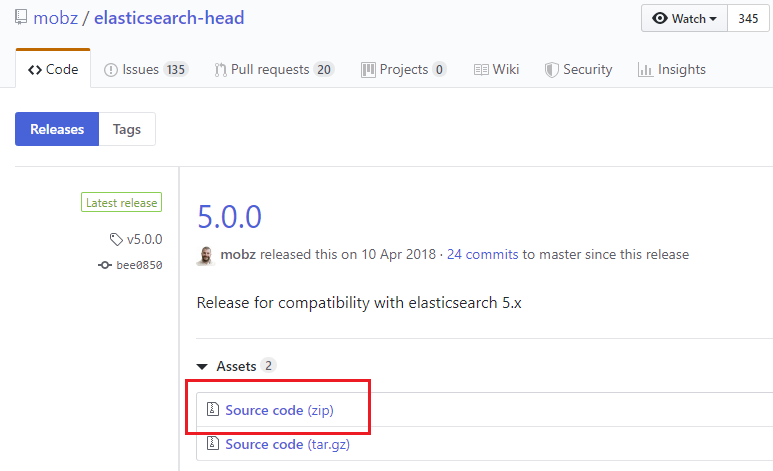 mobz / elasticsearch-head
Watch 345
Code Issues 135 Pull requests 20 Projects 0 Wiki Security Insights
Releases Tags
Latest release
v5.0.0
bee0850
5.0.0
mobz released this on 10 Apr 2018 · 24 commits to master since this release
Release for compatibility with elasticsearch 5.x
Assets 2
Source code (zip)
Source code (tar.gz)